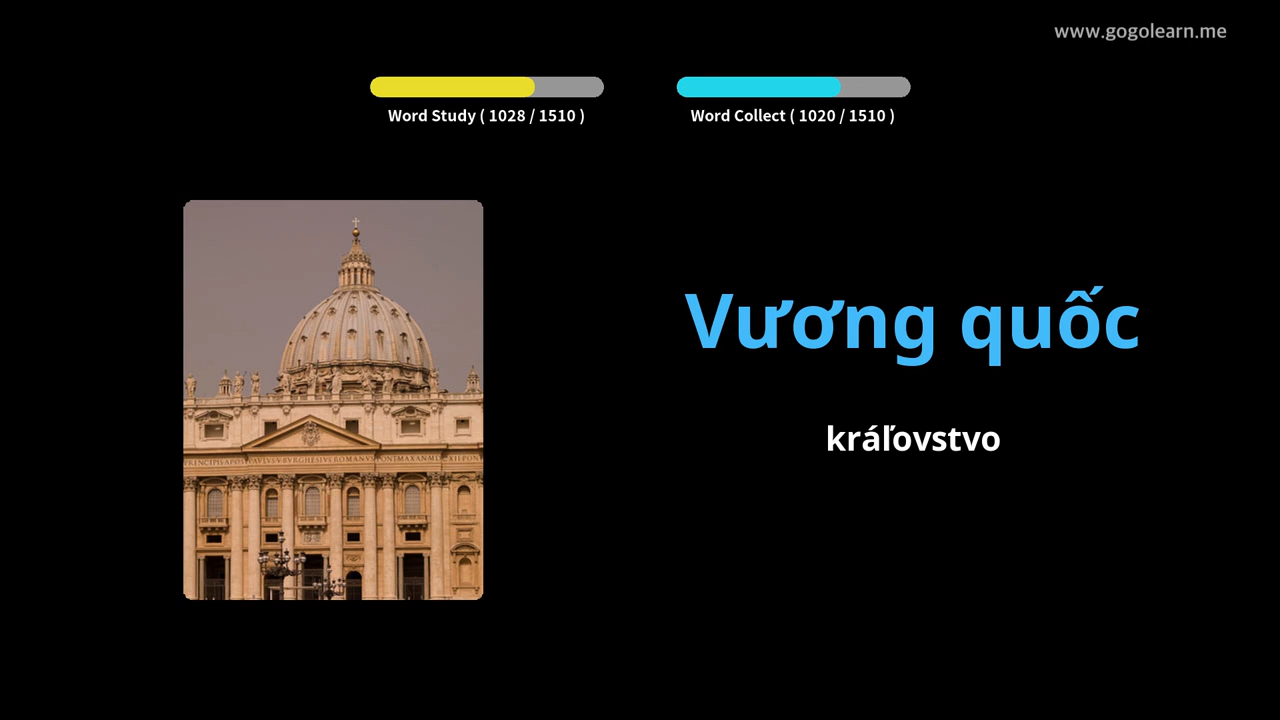 www.gogolearn.me
Word Study ( 1028 / 1510 )
Word Collect ( 1020 / 1510 )
Vương quốc
kráľovstvo